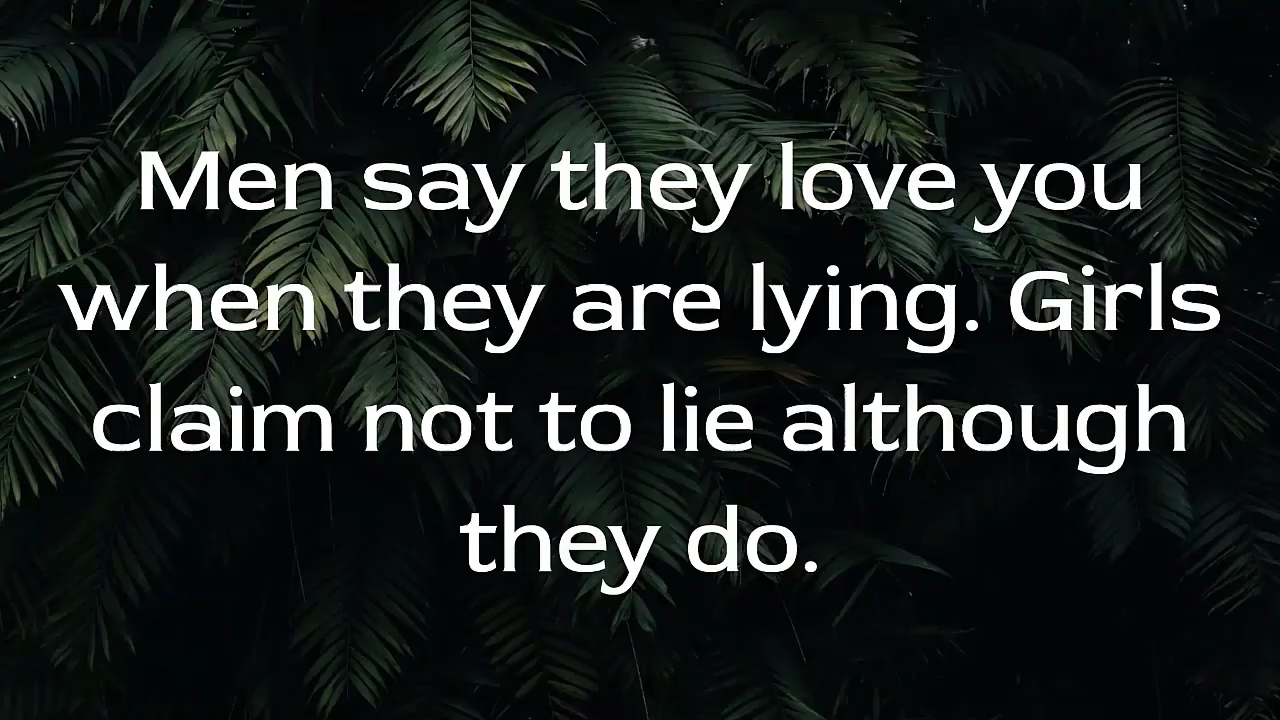 Men say they love you
when they are lying. Girls
claim not to lie although
they do.